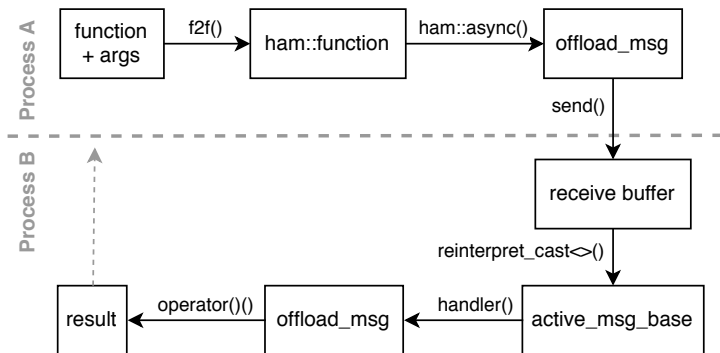 Process A
function
+ args
f2f()
ham::function
ham::async()
offload_msg
send()
Process B
receive buffer
reinterpret_cast<>()
active_msg_base
handler()
offload_msg
operator()()
result